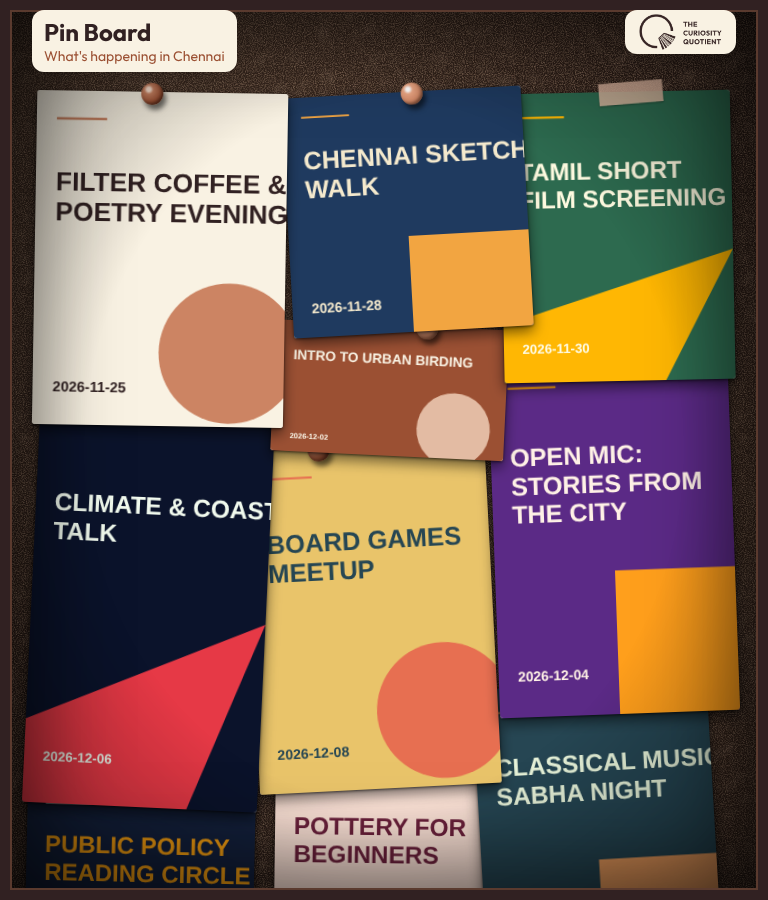 Pin Board
What's happening in Chennai
THE
CURIOSITY
QUOTIENT
FILTER COFFEE &
POETRY EVENING
2026-11-25
CHENNAI SKETCH
WALK
2026-11-28
TAMIL SHORT
FILM SCREENING
2026-11-30
INTRO TO URBAN BIRDING
2026-12-02
OPEN MIC:
STORIES FROM
THE CITY
2026-12-04
CLIMATE & COAST
TALK
2026-12-06
BOARD GAMES
MEETUP
2026-12-08
CLASSICAL MUSIC
SABHA NIGHT
PUBLIC POLICY
READING CIRCLE
POTTERY FOR
BEGINNERS